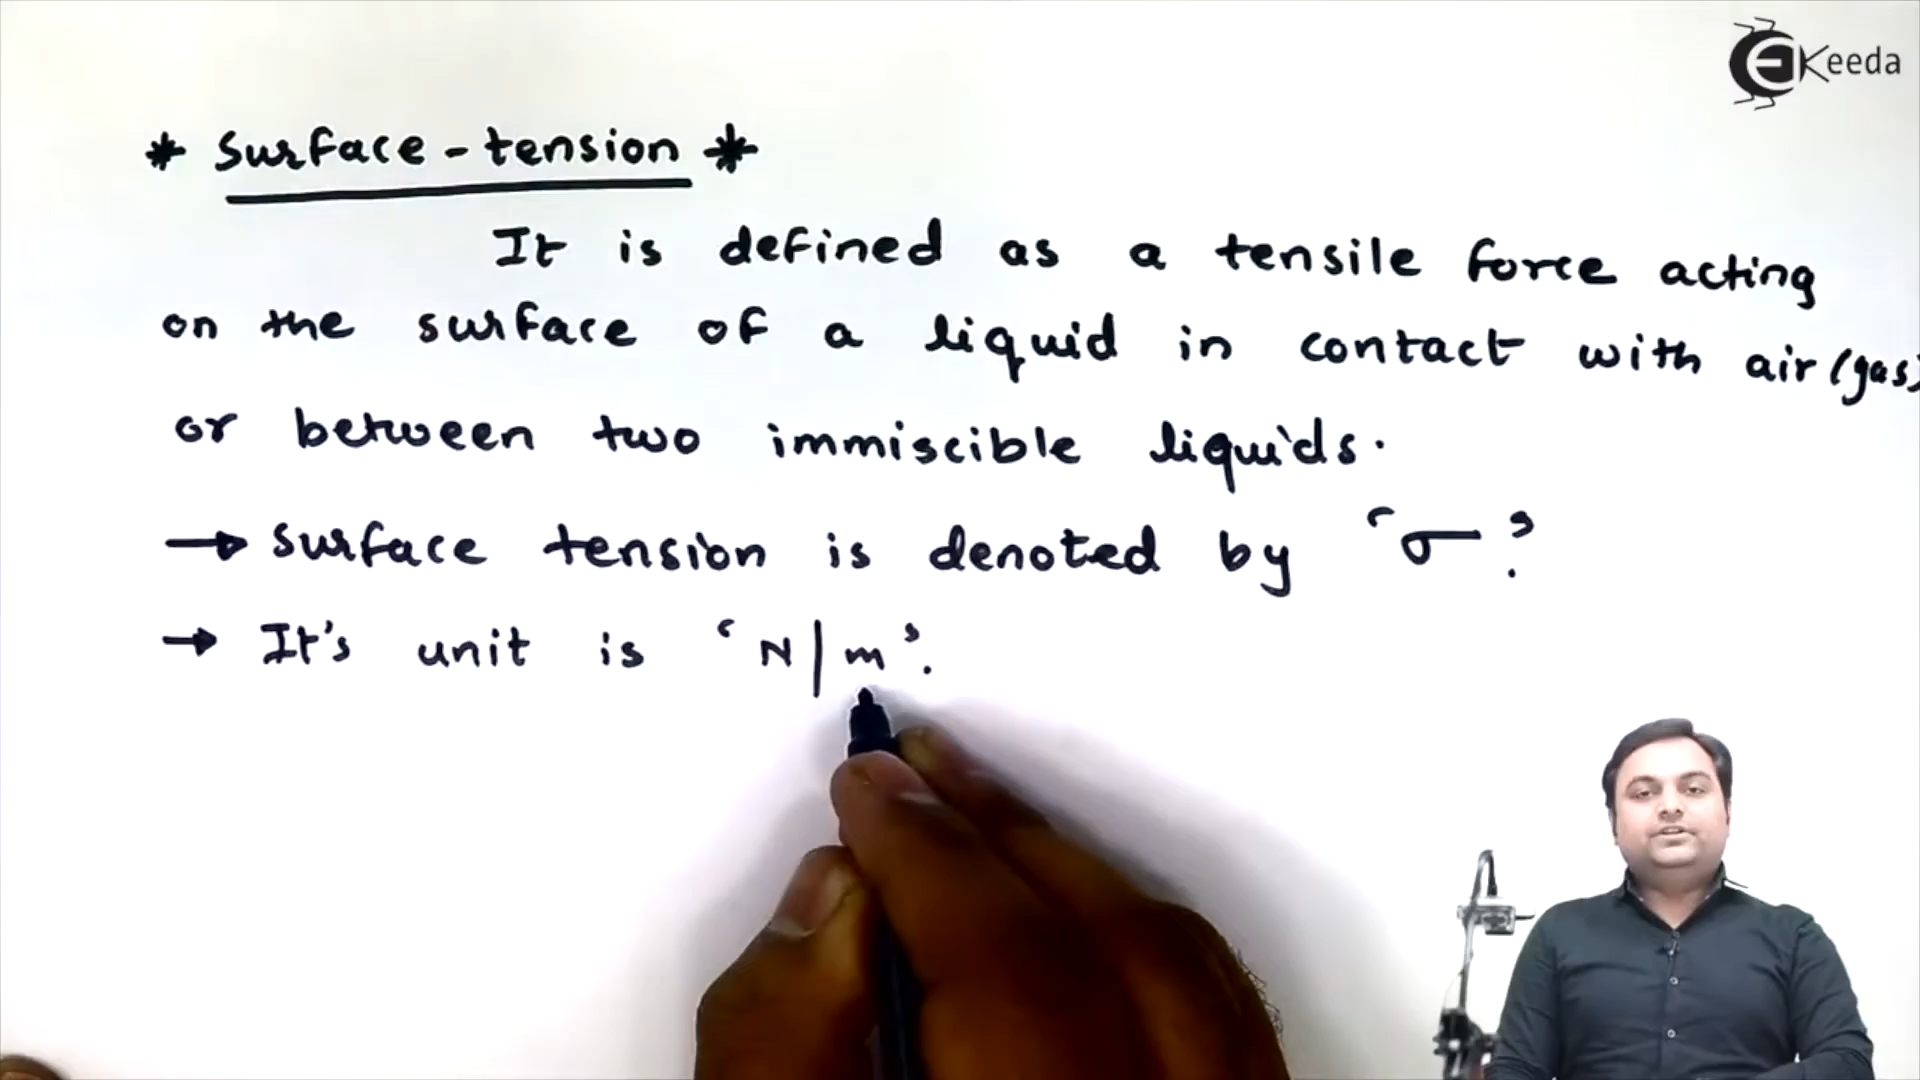 Keeda
* Surface-tension *
It is defined as a tensile force acting
on the surface of a liquid in contact with air (gas)
or between two immiscible liquids.
→ Surface tension is denoted by ‘σ’.
→ It's unit is ‘N/m’.